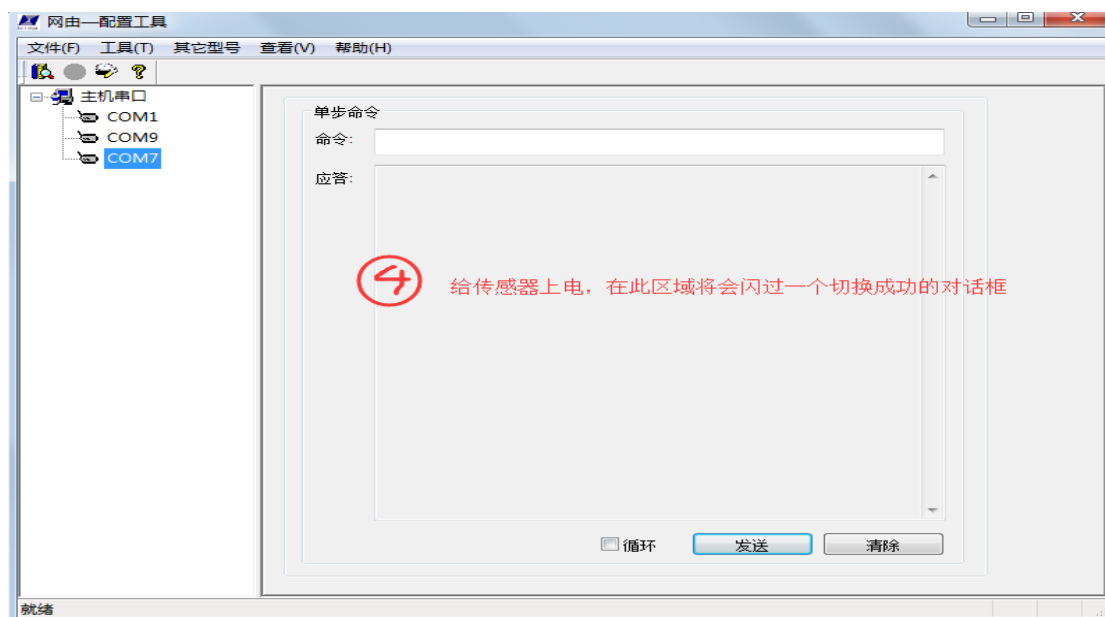 网由—配置工具
文件(F) 工具(T) 其它型号 查看(V) 帮助(H)
主机串口
COM1
COM9
COM7
单步命令
命令:
应答:
④ 给传感器上电，在此区域将会闪过一个切换成功的对话框
循环 发送 清除
就绪